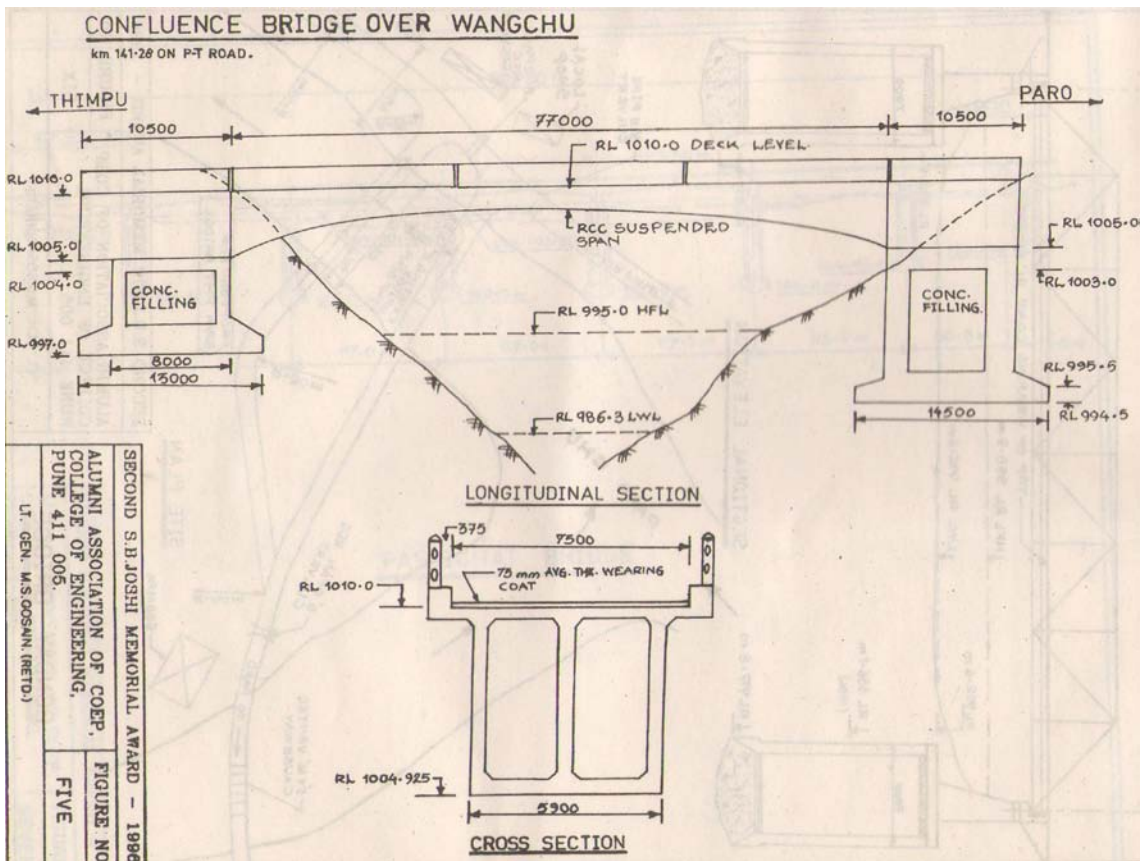 CONFLUENCE BRIDGE OVER WANGCHU
km 141·28 ON P-T ROAD.
THIMPU
PARO
10500
77000
10500
RL 1010·0 DECK LEVEL.
RL 1010·0
RCC SUSPENDED
SPAN
RL 1005·0
RL 1005·0
RL 1004·0
RL 1003·0
CONC.
FILLING
CONC.
FILLING.
RL 995·0 HFL
RL 997·0
8000
13000
RL 995·5
RL 994·5
14500
RL 986·3 LWL
LONGITUDINAL SECTION
375
7500
75 mm AVG. THK. WEARING
COAT
RL 1010·0
RL 1004·925
5900
CROSS SECTION
SECOND S.B.JOSHI MEMORIAL AWARD - 1996
ALUMNI ASSOCIATION OF COEP,
COLLEGE OF ENGINEERING,
PUNE 411 005.
FIGURE NO
FIVE
LT. GEN. M.S.GOSAIN.(RETD.)